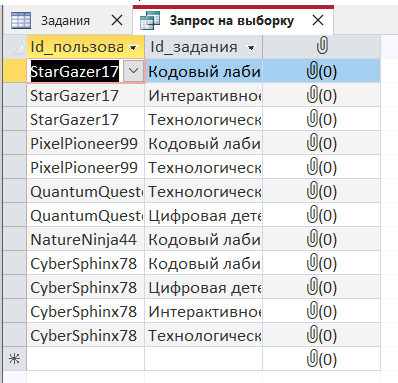 Задания Запрос на выборку
Id_пользова Id_задания
StarGazer17 Кодовый лаби (0)
StarGazer17 Интерактивное (0)
StarGazer17 Технологическ (0)
PixelPioneer99 Кодовый лаби (0)
PixelPioneer99 Технологическ (0)
QuantumQueste Технологическ (0)
QuantumQueste Цифровая дете (0)
NatureNinja44 Кодовый лаби (0)
CyberSphinx78 Кодовый лаби (0)
CyberSphinx78 Цифровая дете (0)
CyberSphinx78 Интерактивное (0)
CyberSphinx78 Технологическ (0)
(0)